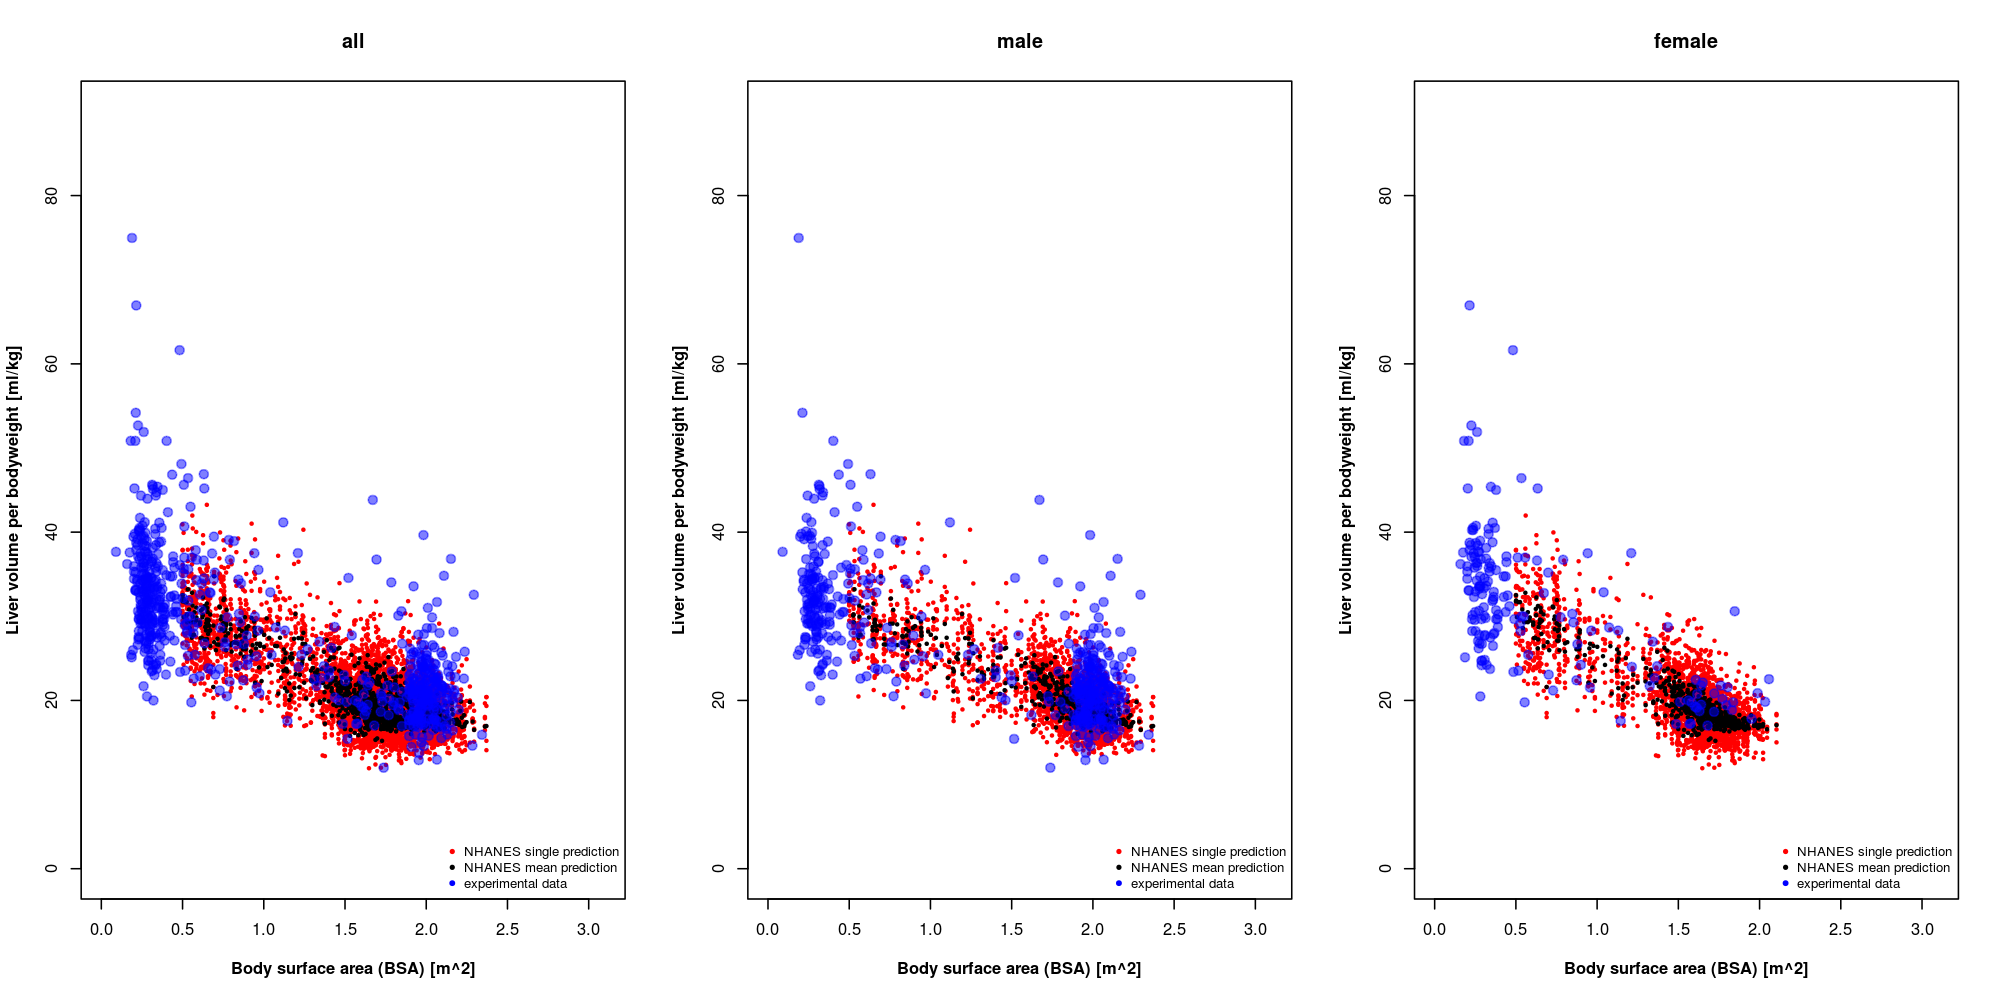 all
Liver volume per bodyweight [ml/kg]
80
60
40
20
0
NHANES single prediction
NHANES mean prediction
experimental data
0.0 0.5 1.0 1.5 2.0 2.5 3.0
Body surface area (BSA) [m^2]
male
Liver volume per bodyweight [ml/kg]
80
60
40
20
0
NHANES single prediction
NHANES mean prediction
experimental data
0.0 0.5 1.0 1.5 2.0 2.5 3.0
Body surface area (BSA) [m^2]
female
Liver volume per bodyweight [ml/kg]
80
60
40
20
0
NHANES single prediction
NHANES mean prediction
experimental data
0.0 0.5 1.0 1.5 2.0 2.5 3.0
Body surface area (BSA) [m^2]